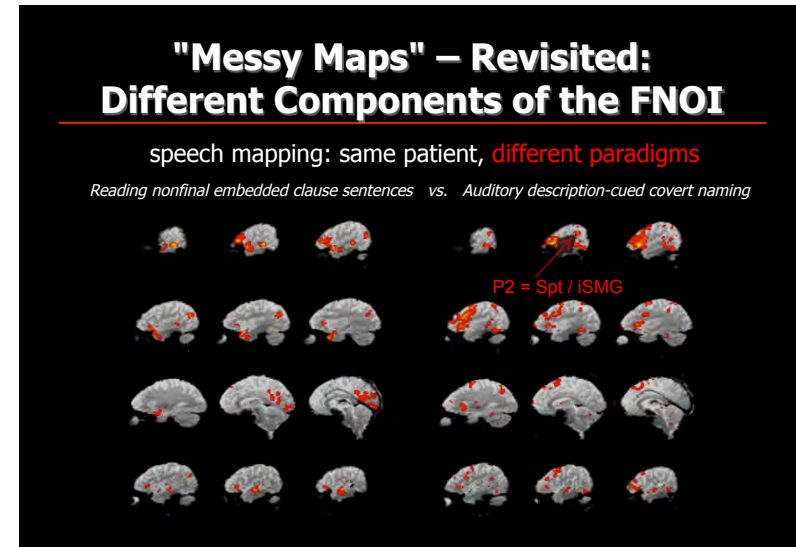 "Messy Maps" – Revisited:
Different Components of the FNOI
speech mapping: same patient, different paradigms
Reading nonfinal embedded clause sentences vs. Auditory description-cued covert naming
P2 = Spt / iSMG